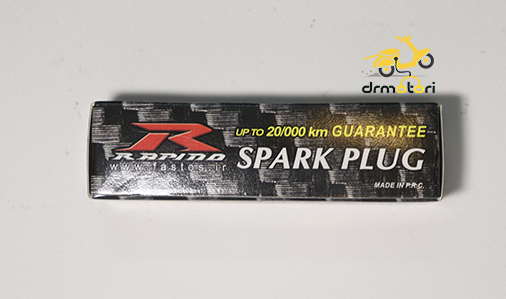 drmotori
UP TO 20/000 km GUARANTEE
RAPIDO
SPARK PLUG
www.fastos.ir
MADE IN P.R.C.